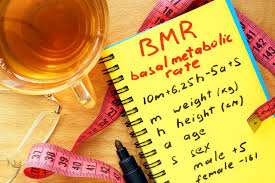 BMR
basal metabolic
rate
10m+6.25h-5a+s
m weight (kg)
h height (cm)
a age
s sex
male +5
female -161